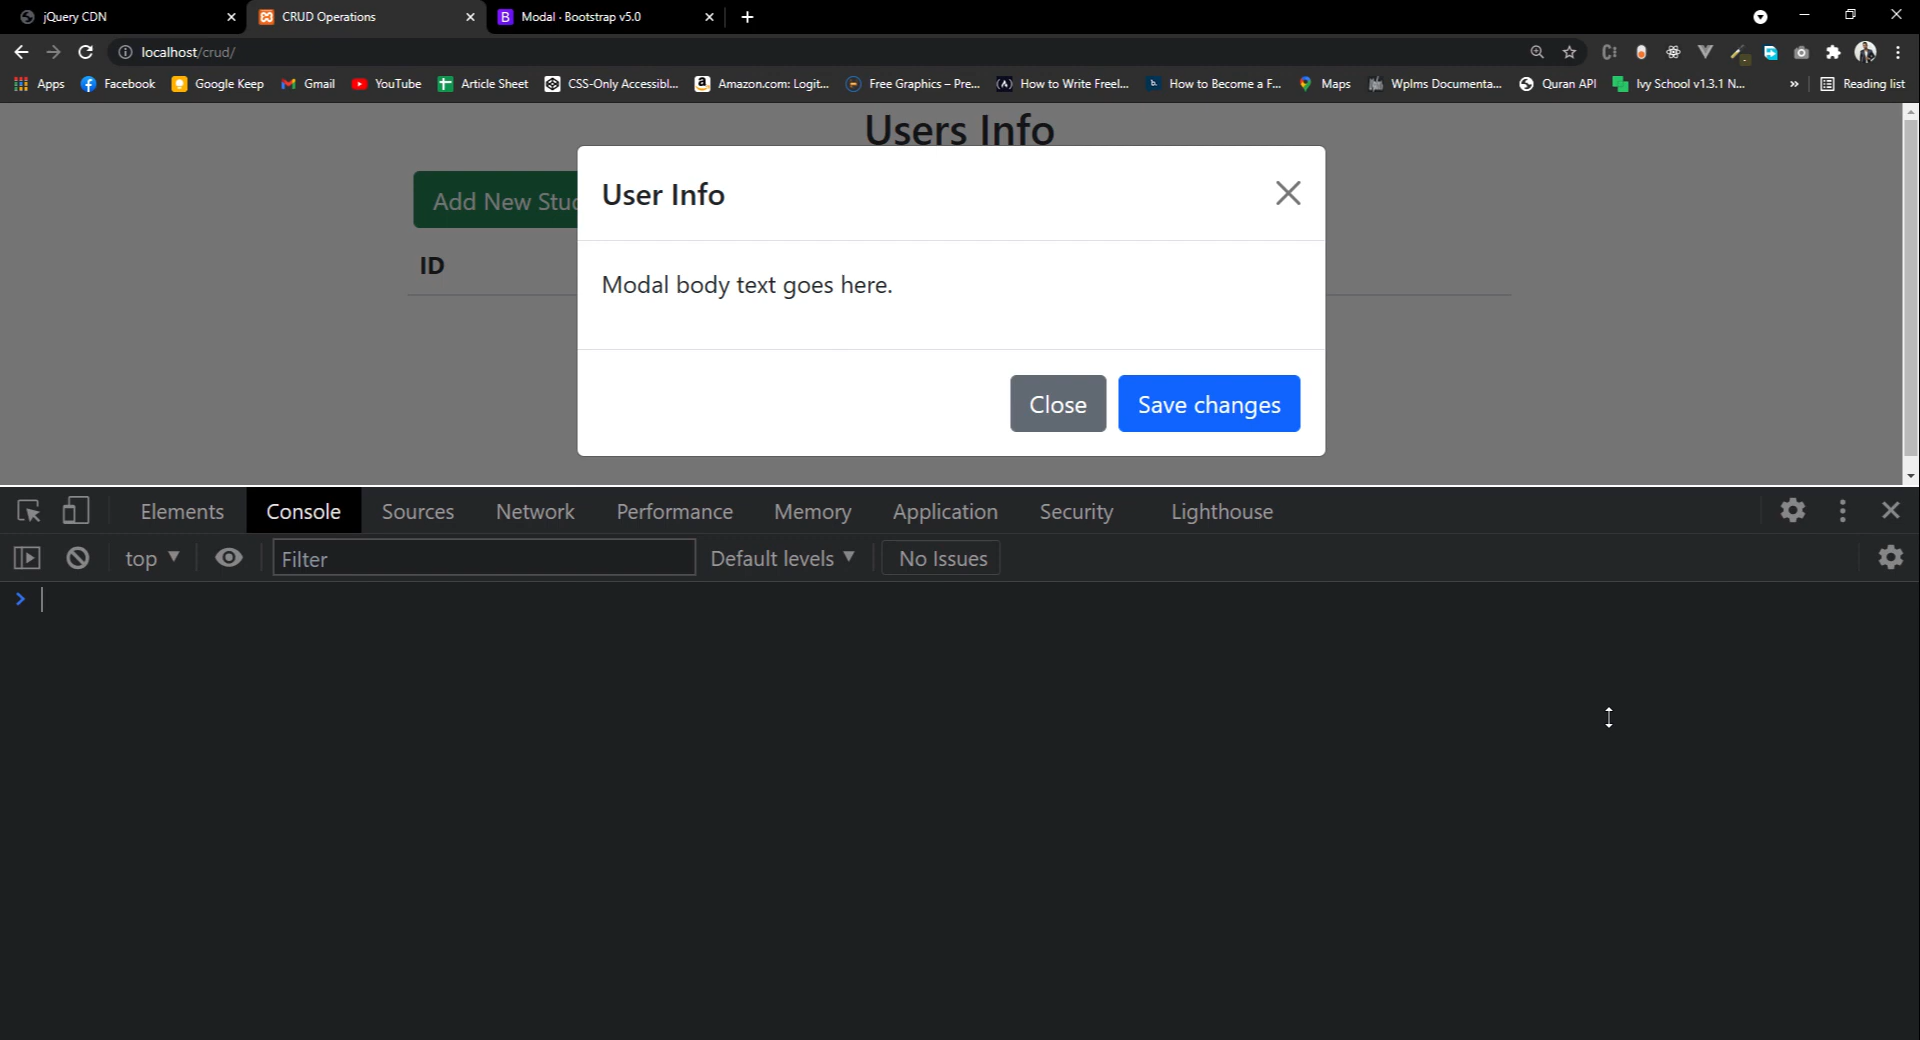 jQuery CDN
CRUD Operations
Modal · Bootstrap v5.0
localhost/crud/
Apps Facebook Google Keep Gmail YouTube Article Sheet CSS-Only Accessibl... Amazon.com: Logit... Free Graphics – Pre... How to Write Freel... How to Become a F... Maps Wplms Documenta... Quran API Ivy School v1.3.1 N... » Reading list
Users Info
Add New Stu
User Info
ID
Modal body text goes here.
Close Save changes
Elements Console Sources Network Performance Memory Application Security Lighthouse
top Filter Default levels No Issues